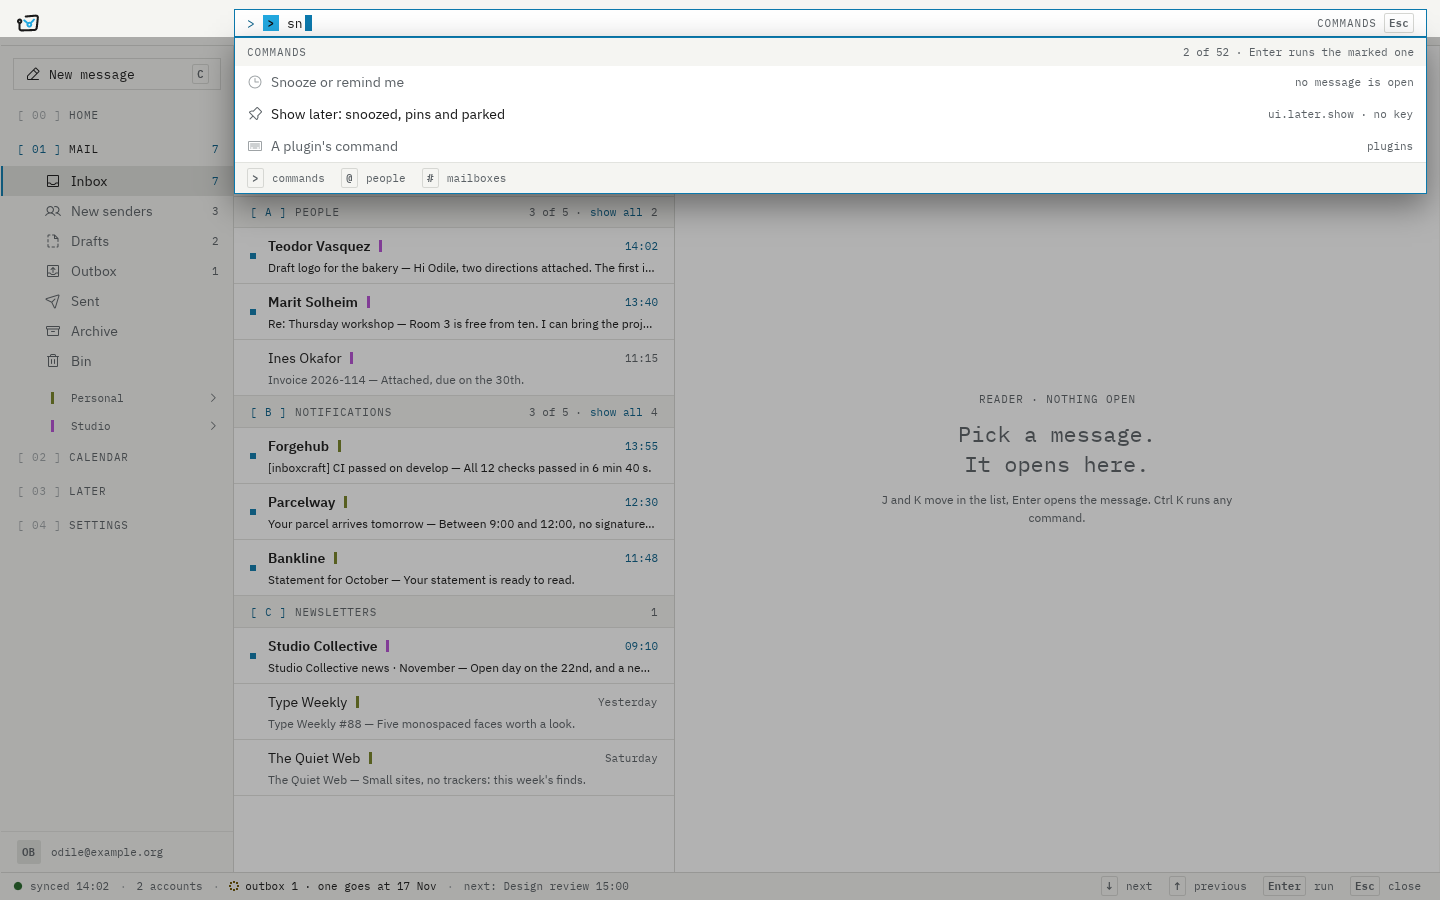 > > sn COMMANDS Esc
COMMANDS 2 of 52 · Enter runs the marked one
Snooze or remind me no message is open
Show later: snoozed, pins and parked ui.later.show · no key
A plugin's command plugins
> commands @ people # mailboxes
New message C
[ 00 ] HOME
[ 01 ] MAIL 7
Inbox 7
New senders 3
Drafts 2
Outbox 1
Sent
Archive
Bin
Personal
Studio
[ 02 ] CALENDAR
[ 03 ] LATER
[ 04 ] SETTINGS
OB odile@example.org
[ A ] PEOPLE 3 of 5 · show all 2
Teodor Vasquez 14:02
Draft logo for the bakery — Hi Odile, two directions attached. The first i…
Marit Solheim 13:40
Re: Thursday workshop — Room 3 is free from ten. I can bring the proj…
Ines Okafor 11:15
Invoice 2026-114 — Attached, due on the 30th.
[ B ] NOTIFICATIONS 3 of 5 · show all 4
Forgehub 13:55
[inboxcraft] CI passed on develop — All 12 checks passed in 6 min 40 s.
Parcelway 12:30
Your parcel arrives tomorrow — Between 9:00 and 12:00, no signature…
Bankline 11:48
Statement for October — Your statement is ready to read.
[ C ] NEWSLETTERS 1
Studio Collective 09:10
Studio Collective news · November — Open day on the 22nd, and a ne…
Type Weekly Yesterday
Type Weekly #88 — Five monospaced faces worth a look.
The Quiet Web Saturday
The Quiet Web — Small sites, no trackers: this week's finds.
READER · NOTHING OPEN
Pick a message.
It opens here.
J and K move in the list, Enter opens the message. Ctrl K runs any
command.
synced 14:02 · 2 accounts · outbox 1 · one goes at 17 Nov · next: Design review 15:00 ↓ next ↑ previous Enter run Esc close